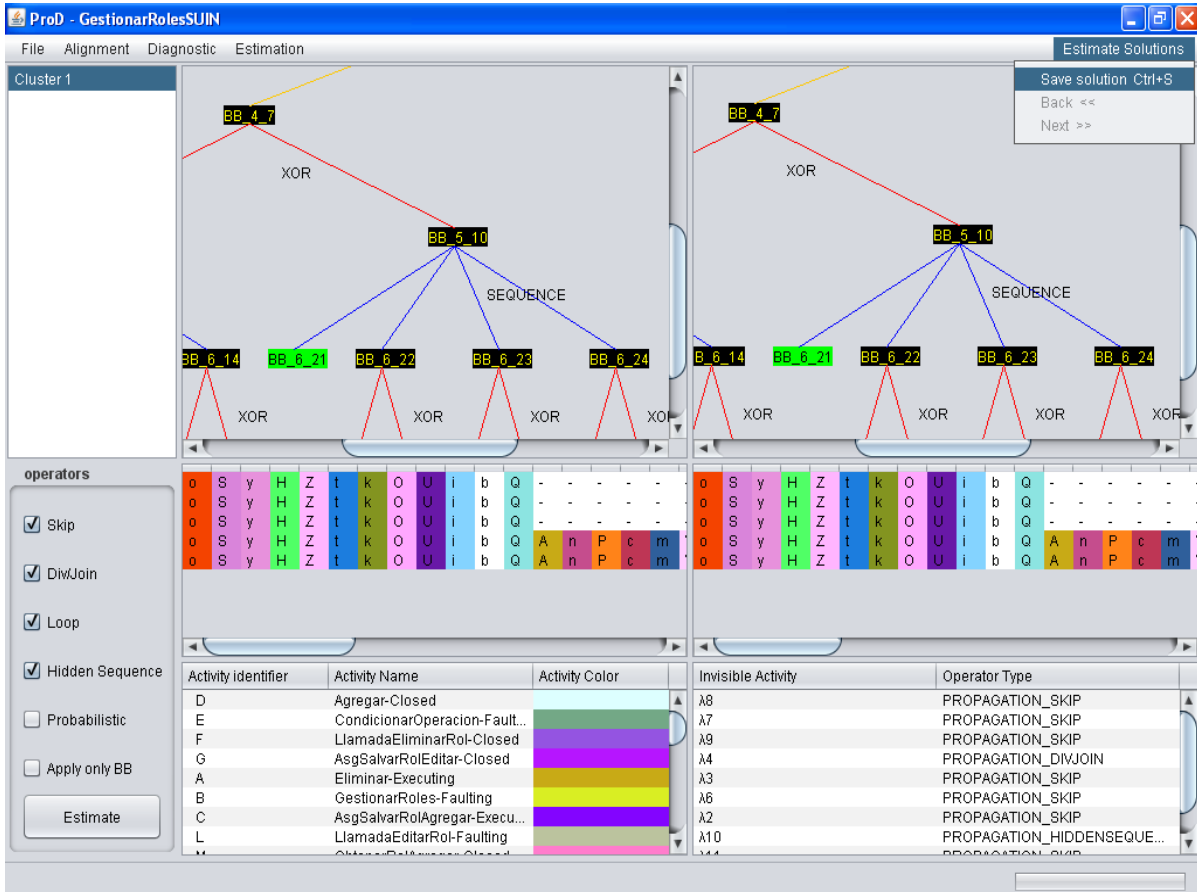 ProD - GestionarRolesSUIN
File Alignment Diagnostic Estimation Estimate Solutions
Save solution Ctrl+S
Back <<
Next >>
Cluster 1
BB_4_7
XOR
BB_5_10
SEQUENCE
BB_6_14 BB_6_21 BB_6_22 BB_6_23 BB_6_24
XOR XOR XOR
BB_4_7
XOR
BB_5_10
SEQUENCE
B_6_14 BB_6_21 BB_6_22 BB_6_23 BB_6_24
XOR XOR XOR XOF
operators
Skip
Div/Join
Loop
Hidden Sequence
Probabilistic
Apply only BB
Estimate
o S y H Z t k O U i b Q - - - - -
o S y H Z t k O U i b Q - - - - -
o S y H Z t k O U i b Q - - - - -
o S y H Z t k O U i b Q A n P c m
o S y H Z t k O U i b Q A n P c m
o S y H Z t k O U i b Q - - - - -
o S y H Z t k O U i b Q - - - - -
o S y H Z t k O U i b Q - - - - -
o S y H Z t k O U i b Q A n P c m
o S y H Z t k O U i b Q A n P c m
Activity identifier Activity Name Activity Color
D Agregar-Closed
E CondicionarOperacion-Fault...
F LlamadaEliminarRol-Closed
G AsgSalvarRolEditar-Closed
A Eliminar-Executing
B GestionarRoles-Faulting
C AsgSalvarRolAgregar-Execu...
L LlamadaEditarRol-Faulting
Invisible Activity Operator Type
λ8 PROPAGATION_SKIP
λ7 PROPAGATION_SKIP
λ9 PROPAGATION_SKIP
λ4 PROPAGATION_DIVJOIN
λ3 PROPAGATION_SKIP
λ6 PROPAGATION_SKIP
λ2 PROPAGATION_SKIP
λ10 PROPAGATION_HIDDENSEQUE...